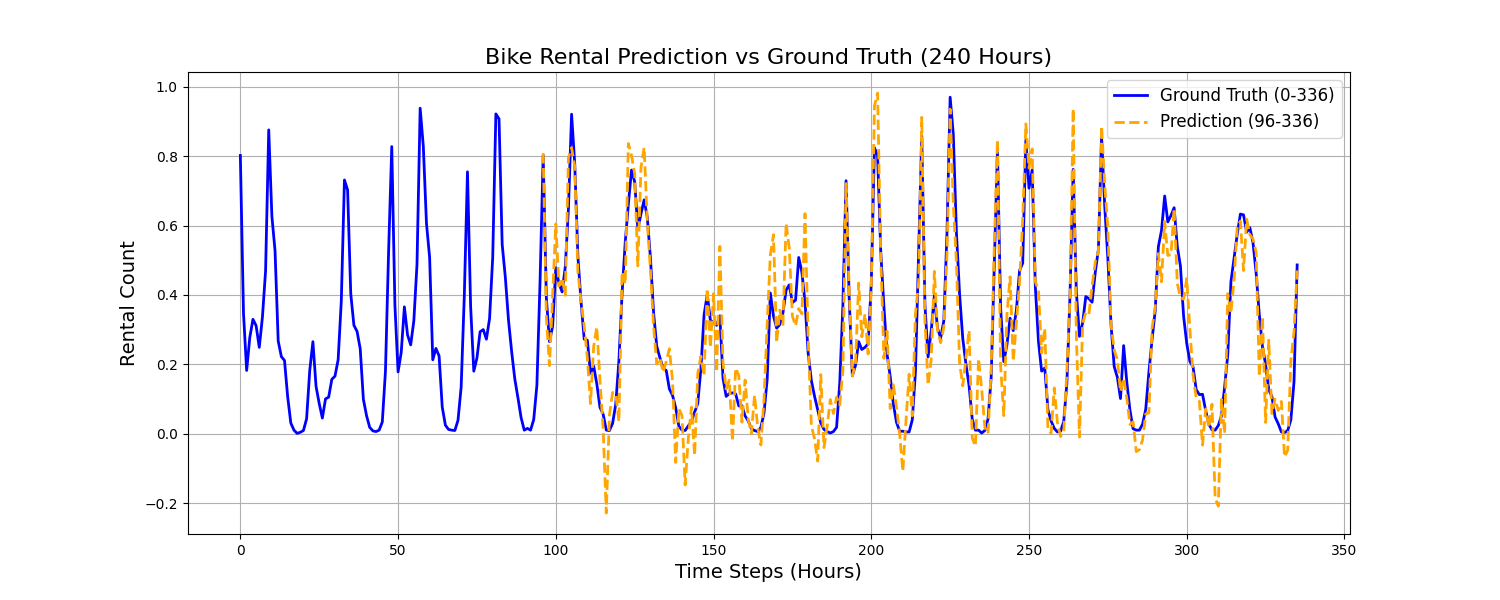 Bike Rental Prediction vs Ground Truth (240 Hours)
Rental Count
1.0
0.8
0.6
0.4
0.2
0.0
−0.2
Ground Truth (0-336)
Prediction (96-336)
0 50 100 150 200 250 300 350
Time Steps (Hours)